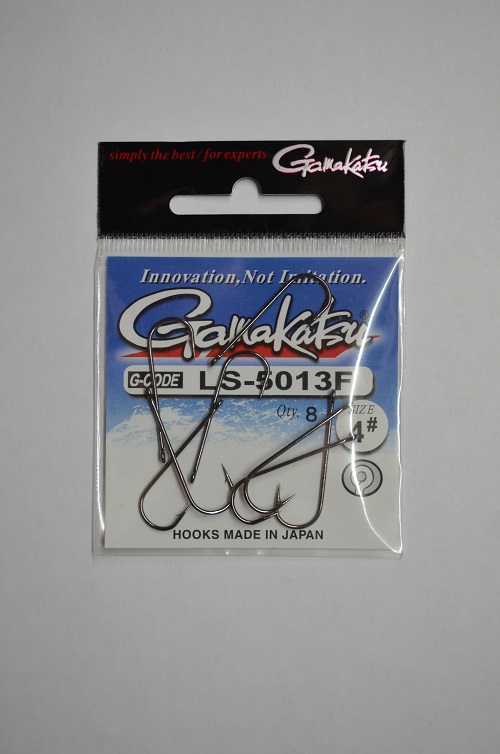 simply the best/for experts Gamakatsu
Innovation,Not Imitation.
Gamakatsu®
G-CODE LS-5013F
Qty. 8 SIZE
4#
HOOKS MADE IN JAPAN